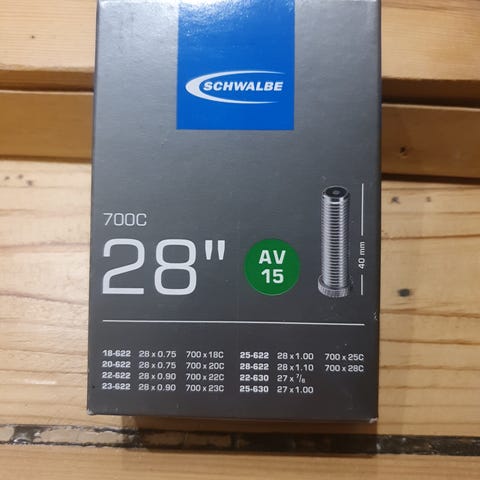 SCHWALBE
700C
28"
AV
15
40 mm
18-622 28 x 0.75 700 x 18C
20-622 28 x 0.75 700 x 20C
22-622 28 x 0.90 700 x 22C
23-622 28 x 0.90 700 x 23C
25-622 28 x 1.00 700 x 25C
28-622 28 x 1.10 700 x 28C
22-630 27 x 7/8
25-630 27 x 1.00